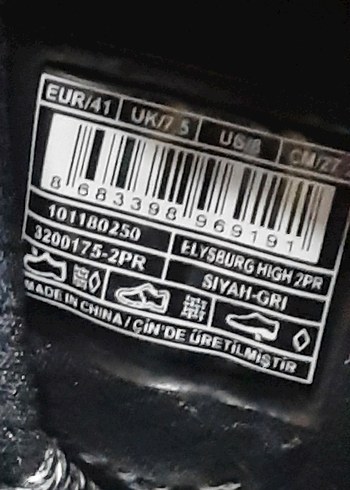 EUR/41 UK/7.5 US/8 CM/27
8 683398 969191
101180250 ELYSBURG HIGH 2PR
3200175-2PR SIYAH-GRI
MADE IN CHINA / ÇİN'DE ÜRETİLMİŞTİR